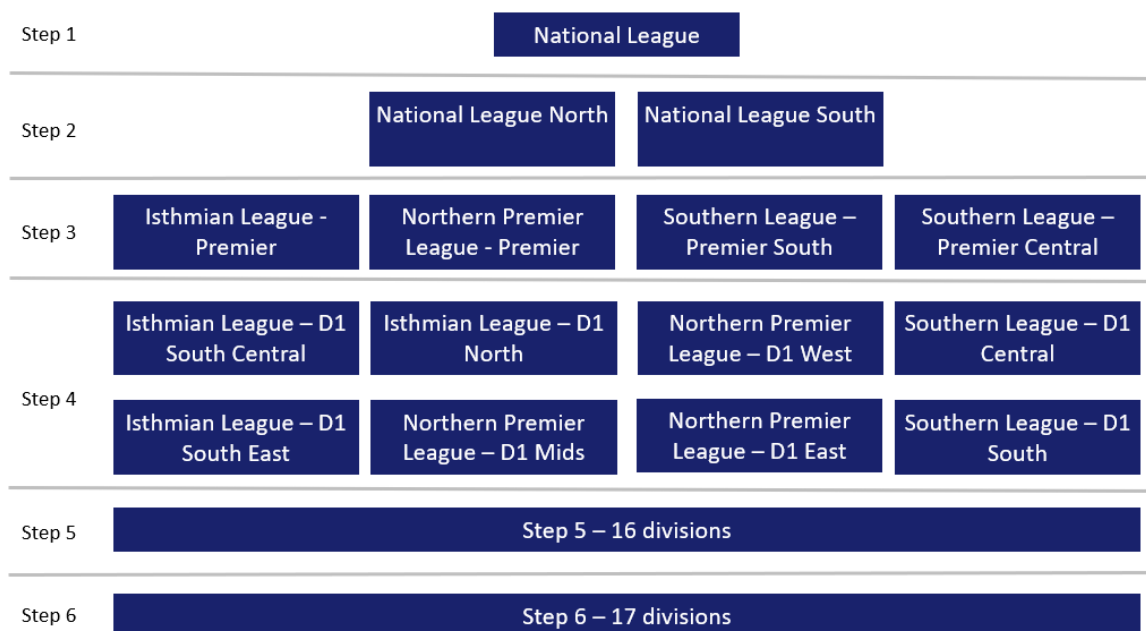 Step 1
National League
Step 2
National League North
National League South
Step 3
Isthmian League -
Premier
Northern Premier
League - Premier
Southern League –
Premier South
Southern League –
Premier Central
Step 4
Isthmian League – D1
South Central
Isthmian League – D1
North
Northern Premier
League – D1 West
Southern League – D1
Central
Isthmian League – D1
South East
Northern Premier
League – D1 Mids
Northern Premier
League – D1 East
Southern League – D1
South
Step 5
Step 5 – 16 divisions
Step 6
Step 6 – 17 divisions